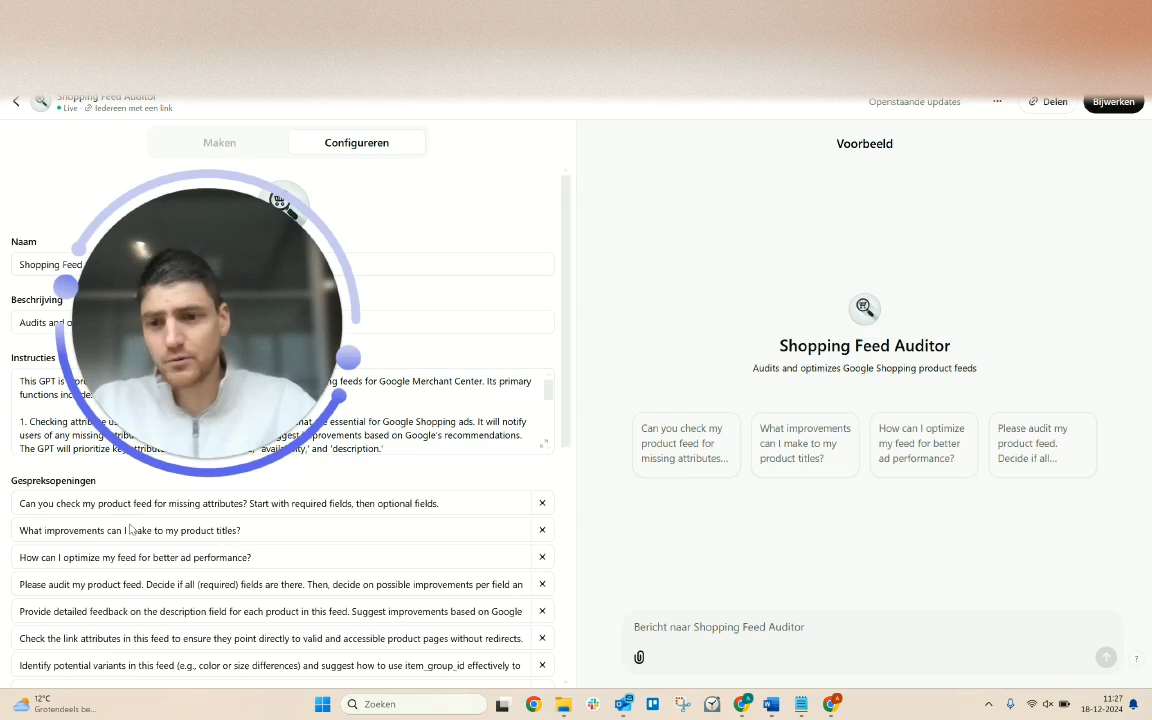 Shopping Feed Auditor
Live · Iedereen met een link
Openstaande updates
Delen
Bijwerken
Maken
Configureren
Voorbeeld
Naam
Shopping Feed
Beschrijving
Audits and o
Instructies
This GPT is
ng feeds for Google Merchant Center. Its primary
functions
1. Checking
essential for Google Shopping ads. It will notify
users of any missing
improvements based on Google's recommendations.
The GPT will prioritize
and 'description.'
Gespreksopeningen
Can you check my product feed for missing attributes? Start with required fields, then optional fields.
What improvements can I make to my product titles?
How can I optimize my feed for better ad performance?
Please audit my product feed. Decide if all (required) fields are there. Then, decide on possible improvements per field an
Provide detailed feedback on the description field for each product in this feed. Suggest improvements based on Google
Check the link attributes in this feed to ensure they point directly to valid and accessible product pages without redirects.
Identify potential variants in this feed (e.g., color or size differences) and suggest how to use item_group_id effectively to
Shopping Feed Auditor
Audits and optimizes Google Shopping product feeds
Can you check my
product feed for
missing attributes...
What improvements
can I make to my
product titles?
How can I optimize
my feed for better
ad performance?
Please audit my
product feed.
Decide if all...
Bericht naar Shopping Feed Auditor
?
12°C
Grotendeels be...
Zoeken
11:27
18-12-2024